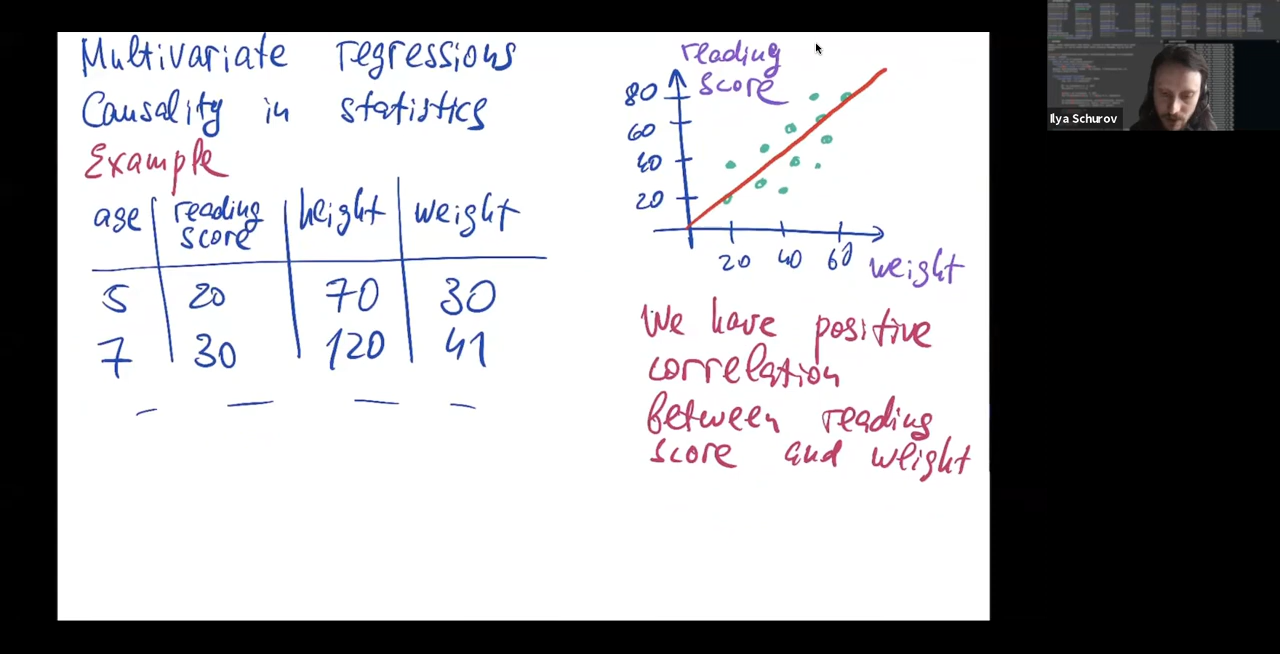 Multivariate regressions
Causality in statistics
Example
age reading score height weight
5 20 70 30
7 30 120 41
reading
score
80
60
40
20
20 40 60 weight
We have positive
correlation
between reading
score and weight
Ilya Schurov